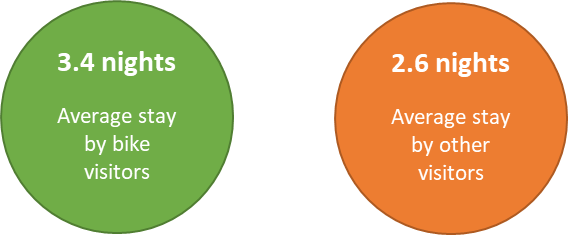 3.4 nights
Average stay
by bike
visitors
2.6 nights
Average stay
by other
visitors